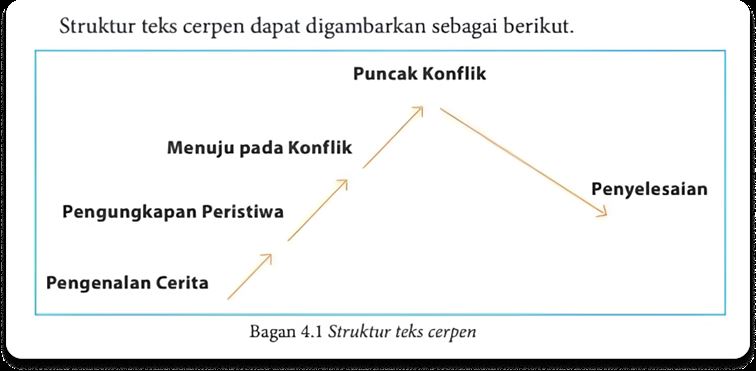 Struktur teks cerpen dapat digambarkan sebagai berikut.
Puncak Konflik
Menuju pada Konflik
Penyelesaian
Pengungkapan Peristiwa
Pengenalan Cerita
Bagan 4.1 Struktur teks cerpen